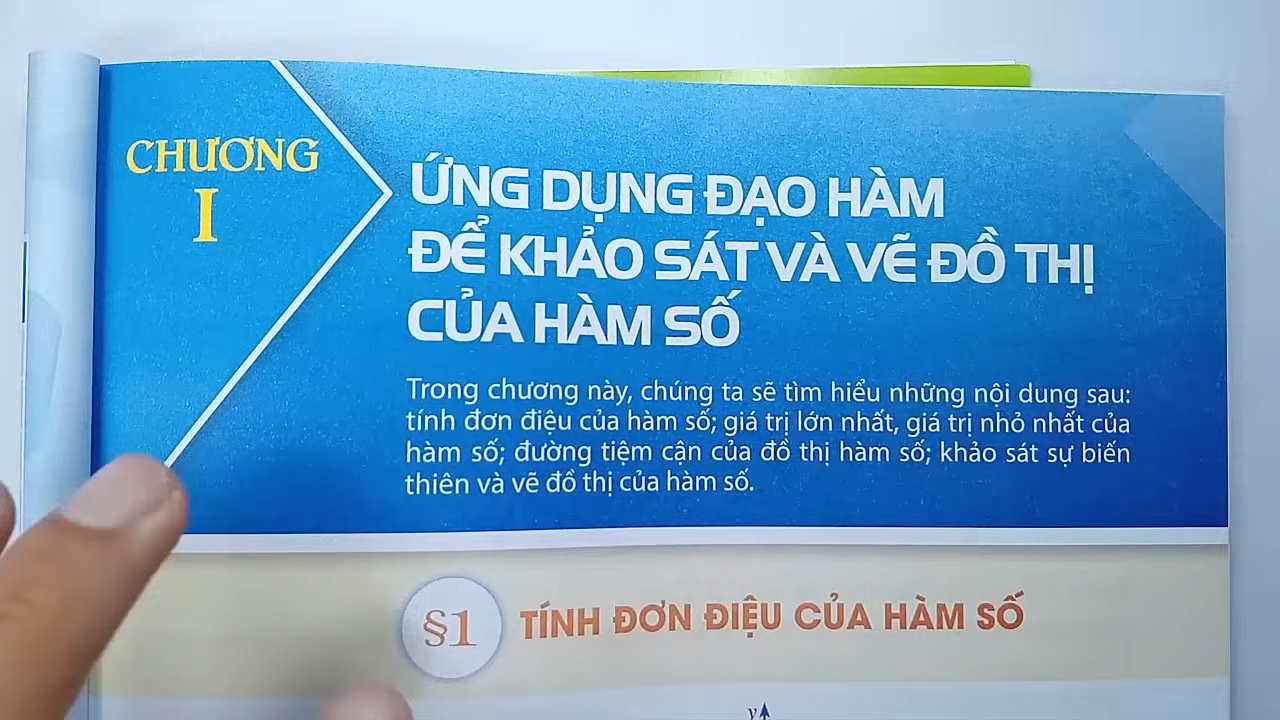 CHƯƠNG
I
ỨNG DỤNG ĐẠO HÀM
ĐỂ KHẢO SÁT VÀ VẼ ĐỒ THỊ
CỦA HÀM SỐ
Trong chương này, chúng ta sẽ tìm hiểu những nội dung sau:
tính đơn điệu của hàm số; giá trị lớn nhất, giá trị nhỏ nhất của
hàm số; đường tiệm cận của đồ thị hàm số; khảo sát sự biến
thiên và vẽ đồ thị của hàm số.
§1 TÍNH ĐƠN ĐIỆU CỦA HÀM SỐ
y